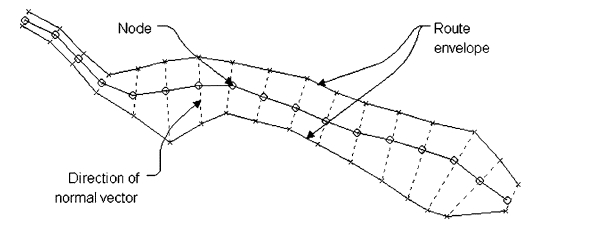 Node
Route
envelope
Direction of
normal vector